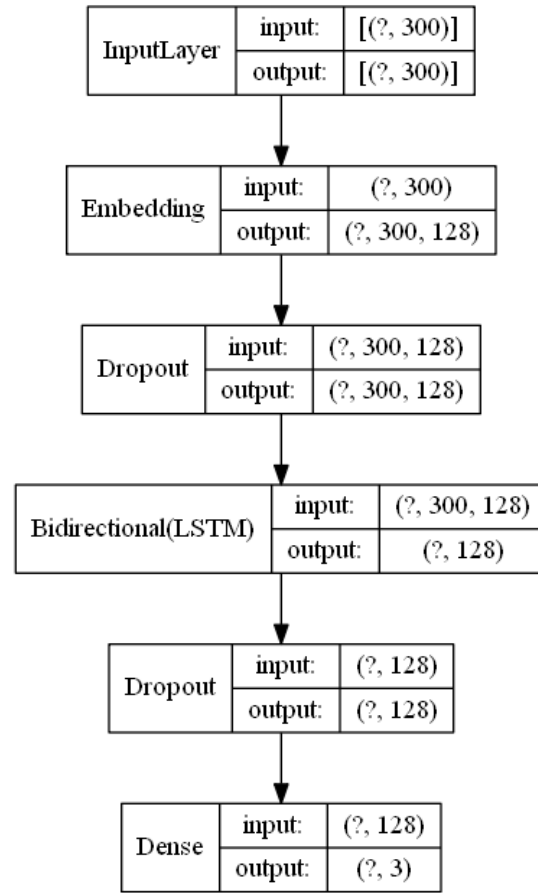 InputLayer
input: [(?, 300)]
output: [(?, 300)]
Embedding
input: (?, 300)
output: (?, 300, 128)
Dropout
input: (?, 300, 128)
output: (?, 300, 128)
Bidirectional(LSTM)
input: (?, 300, 128)
output: (?, 128)
Dropout
input: (?, 128)
output: (?, 128)
Dense
input: (?, 128)
output: (?, 3)